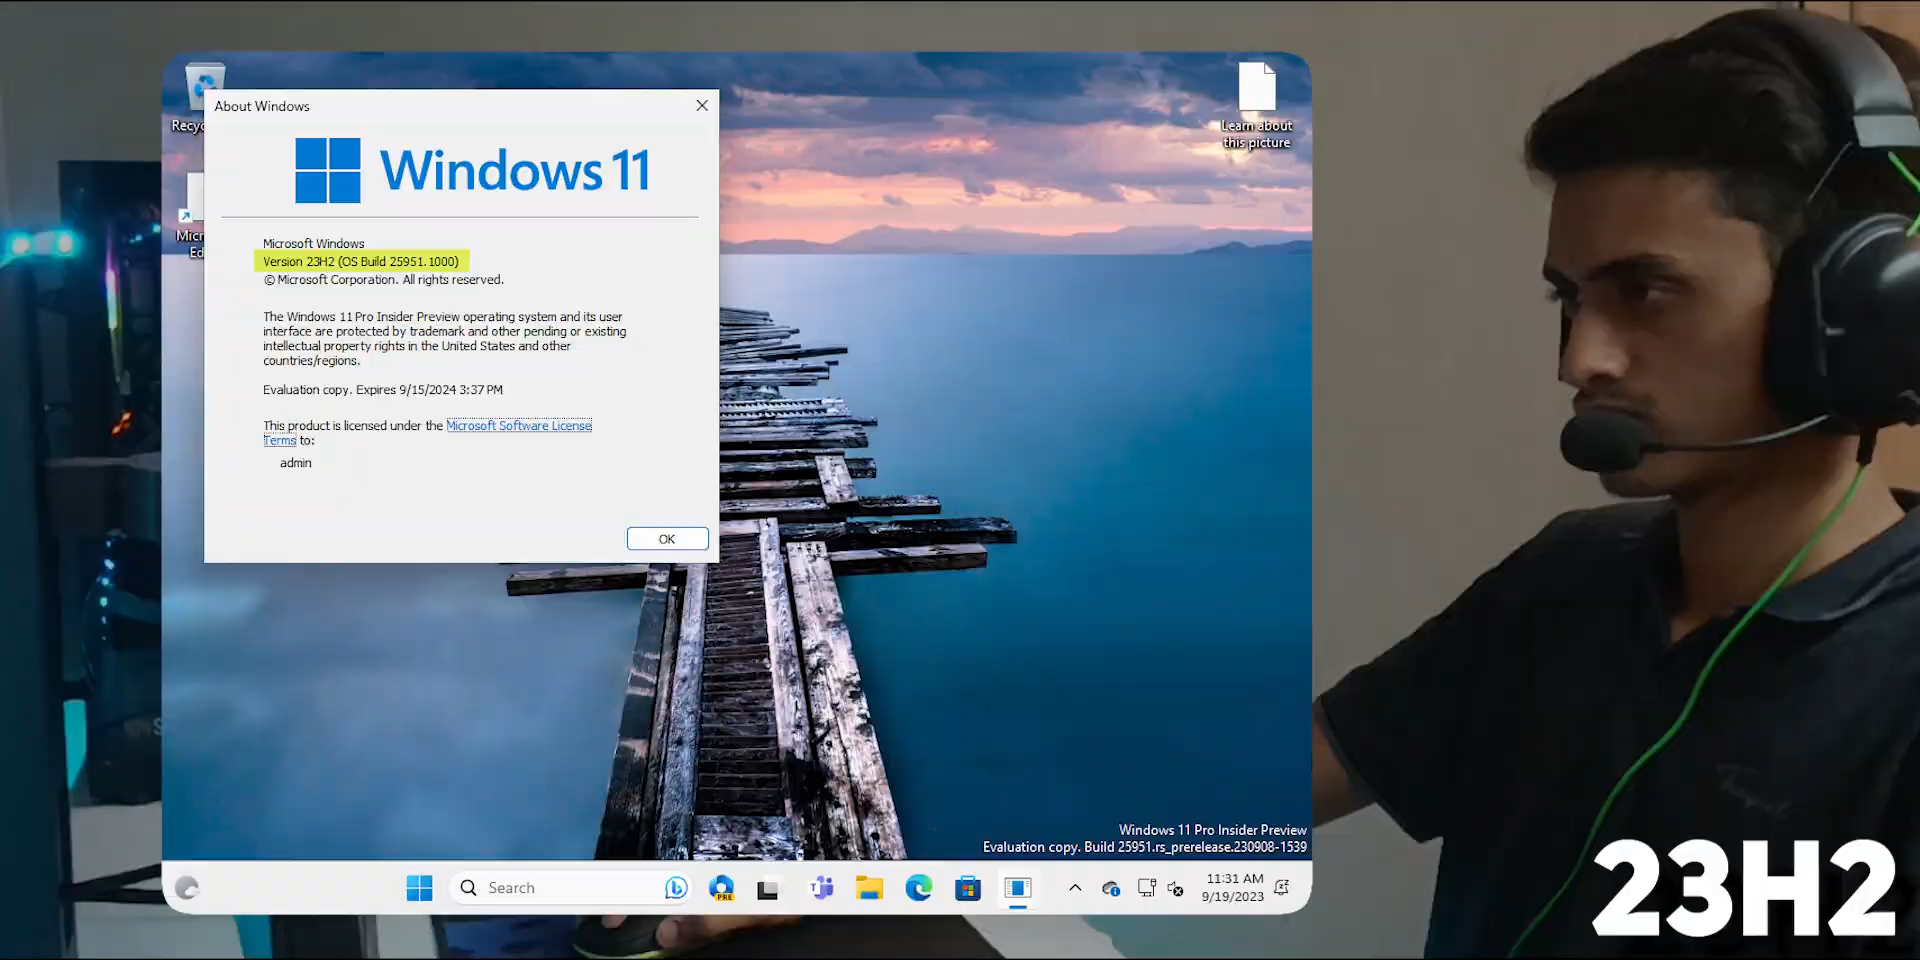 Recyc
Micr
Ed
Learn about
this picture
About Windows
Windows 11
Microsoft Windows
Version 23H2 (OS Build 25951.1000)
© Microsoft Corporation. All rights reserved.
The Windows 11 Pro Insider Preview operating system and its user
interface are protected by trademark and other pending or existing
intellectual property rights in the United States and other
countries/regions.
Evaluation copy. Expires 9/15/2024 3:37 PM
This product is licensed under the Microsoft Software License
Terms to:
admin
OK
Windows 11 Pro Insider Preview
Evaluation copy. Build 25951.rs_prerelease.230908-1539
Search
PRE
11:31 AM
9/19/2023
23H2